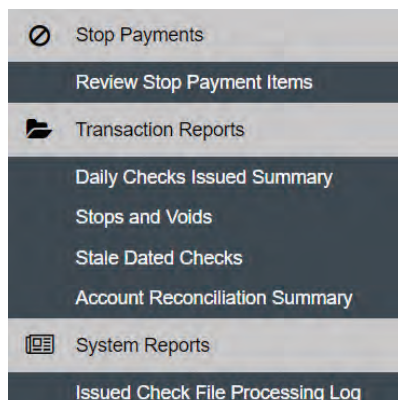 Stop Payments
Review Stop Payment Items
Transaction Reports
Daily Checks Issued Summary
Stops and Voids
Stale Dated Checks
Account Reconciliation Summary
System Reports
Issued Check File Processing Log